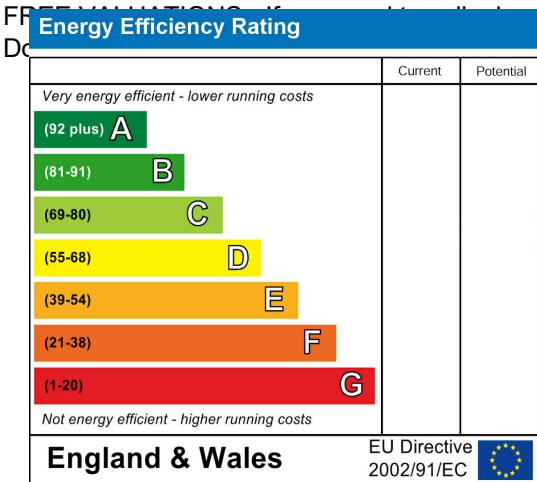 FREE VALUATIONS
Energy Efficiency Rating
Current Potential
Very energy efficient - lower running costs
(92 plus) A
(81-91) B
(69-80) C
(55-68) D
(39-54) E
(21-38) F
(1-20) G
Not energy efficient - higher running costs
England & Wales
EU Directive
2002/91/EC